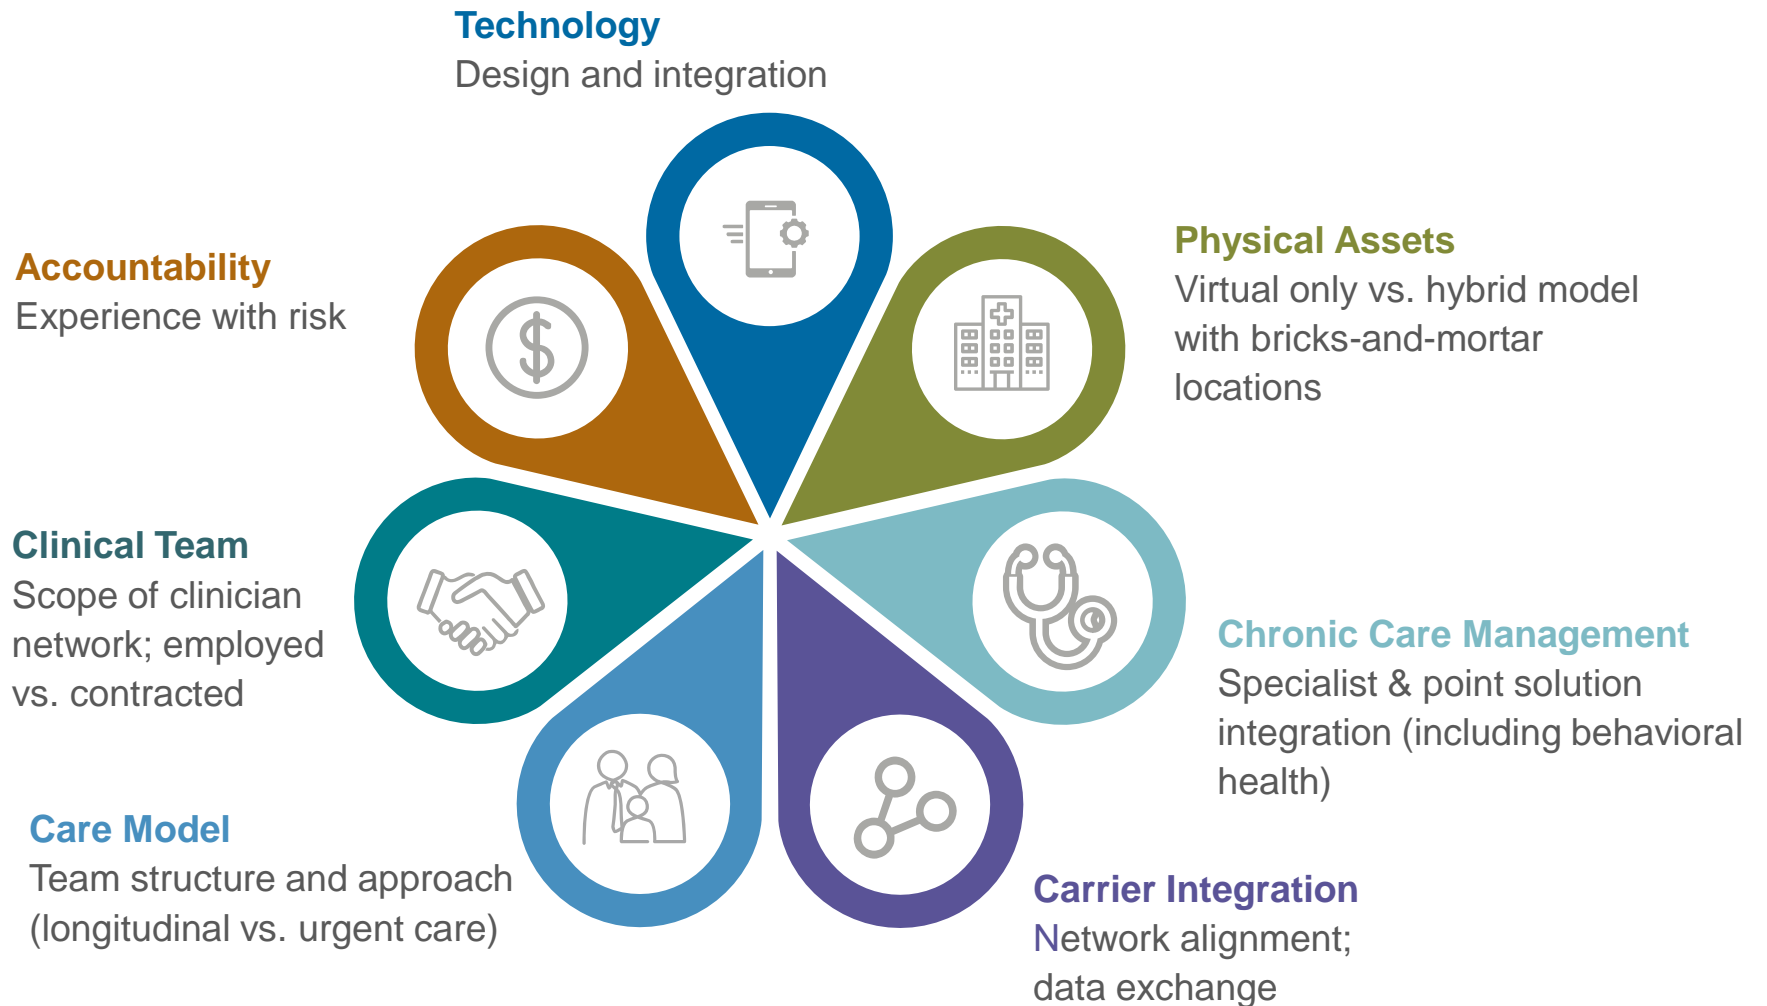 Technology
Design and integration
Physical Assets
Virtual only vs. hybrid model
with bricks-and-mortar
locations
Chronic Care Management
Specialist & point solution
integration (including behavioral
health)
Carrier Integration
Network alignment;
data exchange
Care Model
Team structure and approach
(longitudinal vs. urgent care)
Clinical Team
Scope of clinician
network; employed
vs. contracted
Accountability
Experience with risk
$